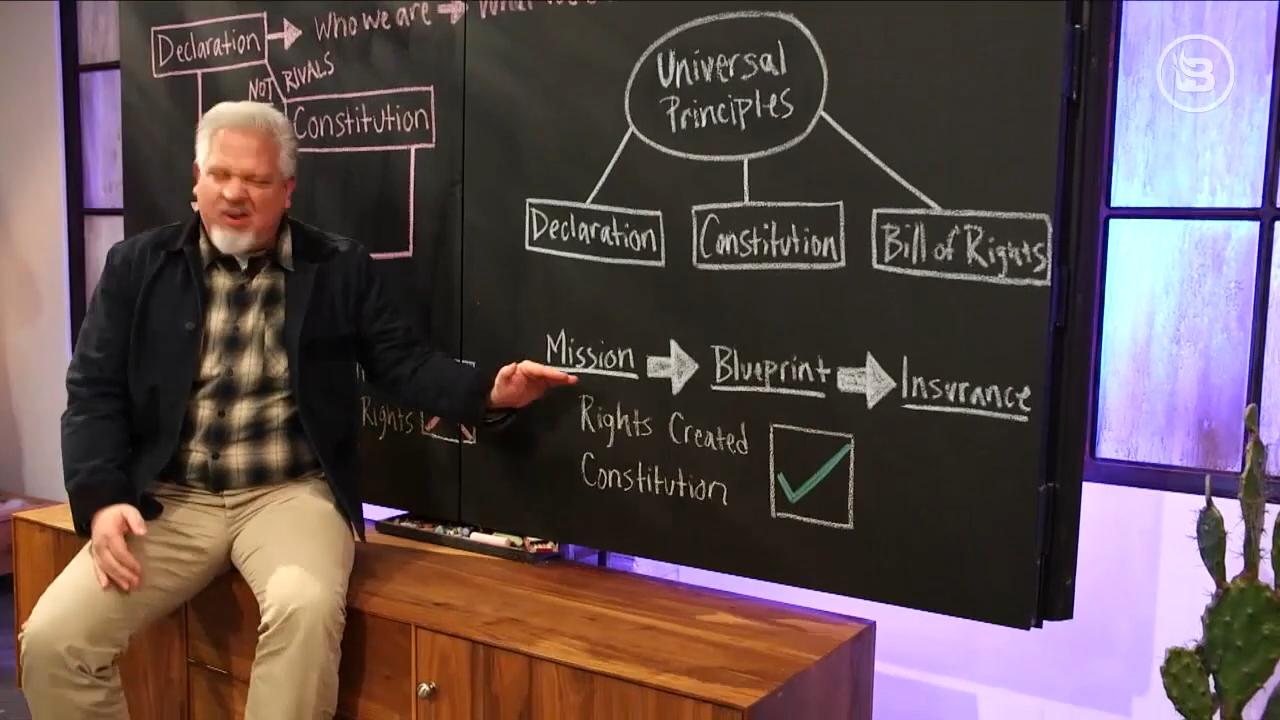 Declaration
Who we are
NOT RIVALS
Constitution
Rights
Universal
Principles
Declaration
Constitution
Bill of Rights
Mission
Blueprint
Insurance
Rights Created
Constitution
B